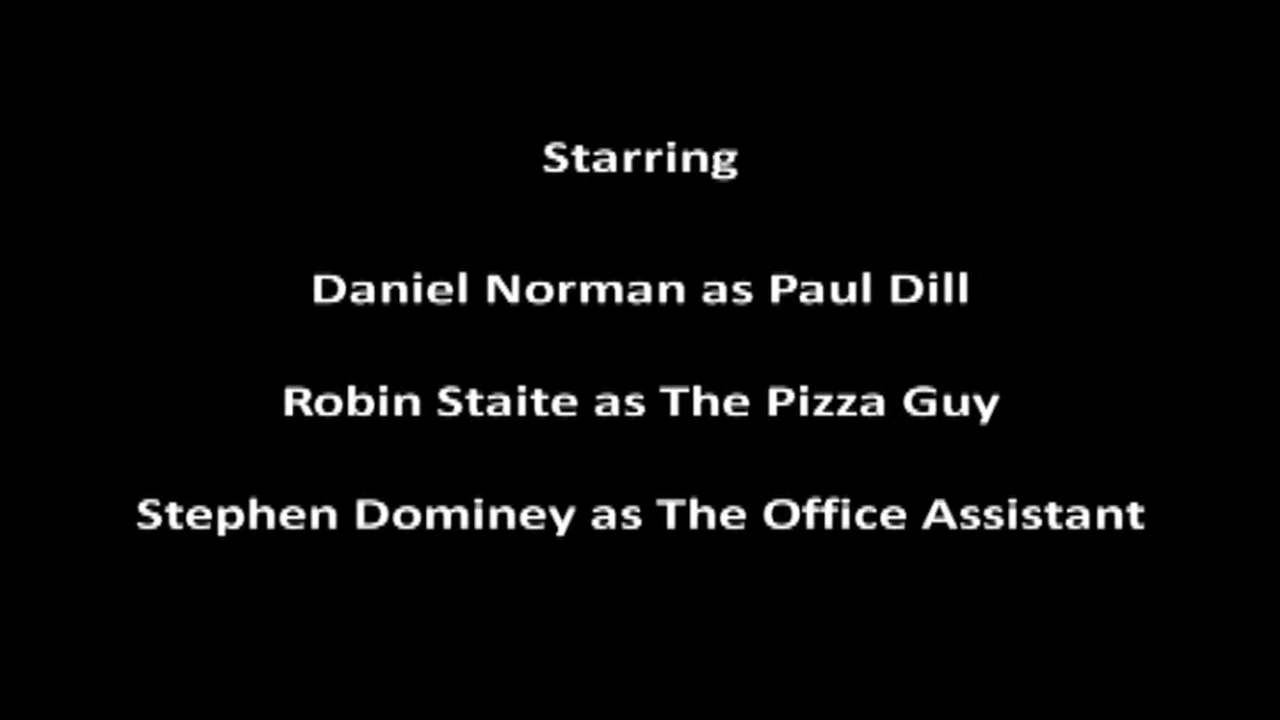 Starring
Daniel Norman as Paul Dill
Robin Staite as The Pizza Guy
Stephen Dominey as The Office Assistant